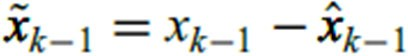 x̃ₖ₋₁ = xₖ₋₁ − x̂ₖ₋₁